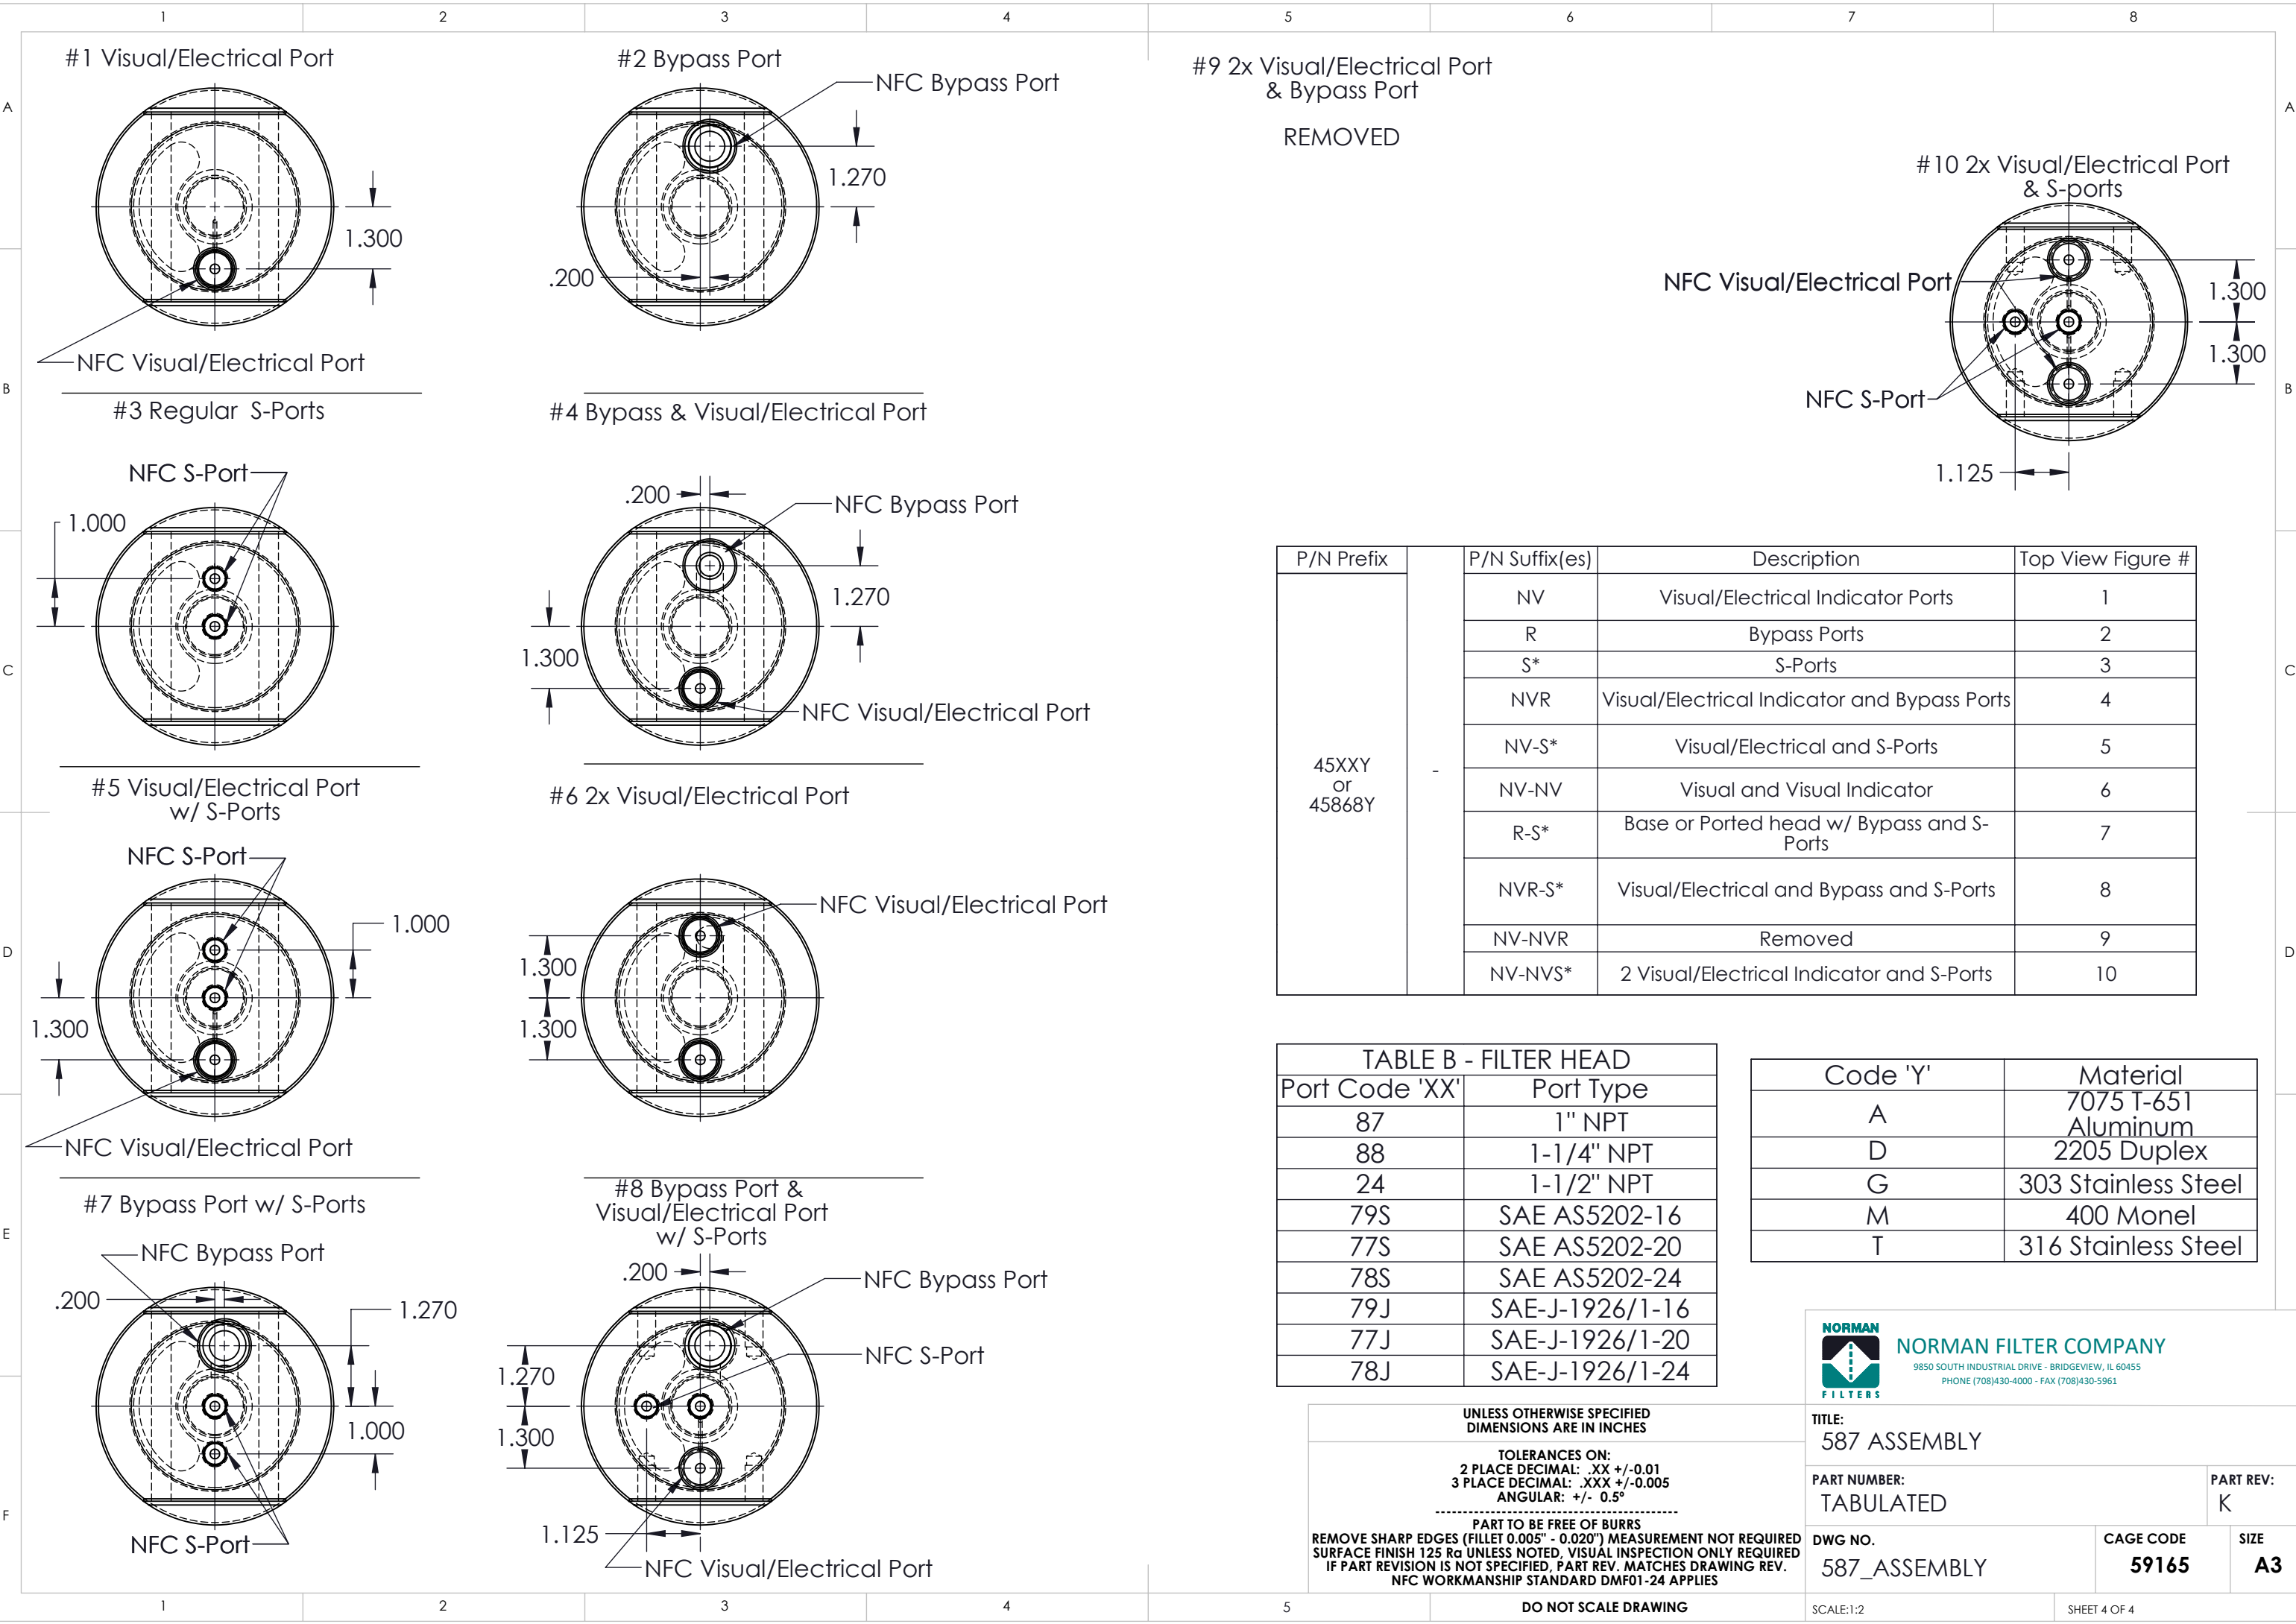 1 2 3 4 5 6 7 8
A A
B B
C C
D D
E
E
F
#1 Visual/Electrical Port
1.300
NFC Visual/Electrical Port
#2 Bypass Port
NFC Bypass Port
1.270
.200
#9 2x Visual/Electrical Port
& Bypass Port
REMOVED
#10 2x Visual/Electrical Port
& S-ports
NFC Visual/Electrical Port
1.300
1.300
NFC S-Port
1.125
#3 Regular S-Ports
NFC S-Port
1.000
#4 Bypass & Visual/Electrical Port
.200
NFC Bypass Port
1.270
1.300
NFC Visual/Electrical Port
#5 Visual/Electrical Port
w/ S-Ports
NFC S-Port
1.000
1.300
NFC Visual/Electrical Port
#6 2x Visual/Electrical Port
NFC Visual/Electrical Port
1.300
1.300
#7 Bypass Port w/ S-Ports
NFC Bypass Port
.200
1.270
1.000
NFC S-Port
#8 Bypass Port &
Visual/Electrical Port
w/ S-Ports
.200
NFC Bypass Port
NFC S-Port
1.270
1.300
1.125
NFC Visual/Electrical Port
P/N Prefix P/N Suffix(es) Description Top View Figure #
45XXY
or
45868Y
-
NV Visual/Electrical Indicator Ports 1
R Bypass Ports 2
S* S-Ports 3
NVR Visual/Electrical Indicator and Bypass Ports 4
NV-S* Visual/Electrical and S-Ports 5
NV-NV Visual and Visual Indicator 6
R-S* Base or Ported head w/ Bypass and S-
Ports 7
NVR-S* Visual/Electrical and Bypass and S-Ports 8
NV-NVR Removed 9
NV-NVS* 2 Visual/Electrical Indicator and S-Ports 10
TABLE B - FILTER HEAD
Port Code 'XX' Port Type
87 1" NPT
88 1-1/4" NPT
24 1-1/2" NPT
79S SAE AS5202-16
77S SAE AS5202-20
78S SAE AS5202-24
79J SAE-J-1926/1-16
77J SAE-J-1926/1-20
78J SAE-J-1926/1-24
Code 'Y' Material
A 7075 T-651
Aluminum
D 2205 Duplex
G 303 Stainless Steel
M 400 Monel
T 316 Stainless Steel
UNLESS OTHERWISE SPECIFIED
DIMENSIONS ARE IN INCHES
TOLERANCES ON:
2 PLACE DECIMAL: .XX +/-0.01
3 PLACE DECIMAL: .XXX +/-0.005
ANGULAR: +/- 0.5°
----------------------------------------
PART TO BE FREE OF BURRS
REMOVE SHARP EDGES (FILLET 0.005" - 0.020") MEASUREMENT NOT REQUIRED
SURFACE FINISH 125 Ra UNLESS NOTED, VISUAL INSPECTION ONLY REQUIRED
IF PART REVISION IS NOT SPECIFIED, PART REV. MATCHES DRAWING REV.
NFC WORKMANSHIP STANDARD DMF01-24 APPLIES
DO NOT SCALE DRAWING
NORMAN
FILTERS
NORMAN FILTER COMPANY
9850 SOUTH INDUSTRIAL DRIVE - BRIDGEVIEW, IL 60455
PHONE (708)430-4000 - FAX (708)430-5961
TITLE:
587 ASSEMBLY
PART NUMBER:
TABULATED
PART REV:
K
DWG NO.
587_ASSEMBLY
CAGE CODE
59165
SIZE
A3
SCALE:1:2
SHEET 4 OF 4
1 2 3 4 5